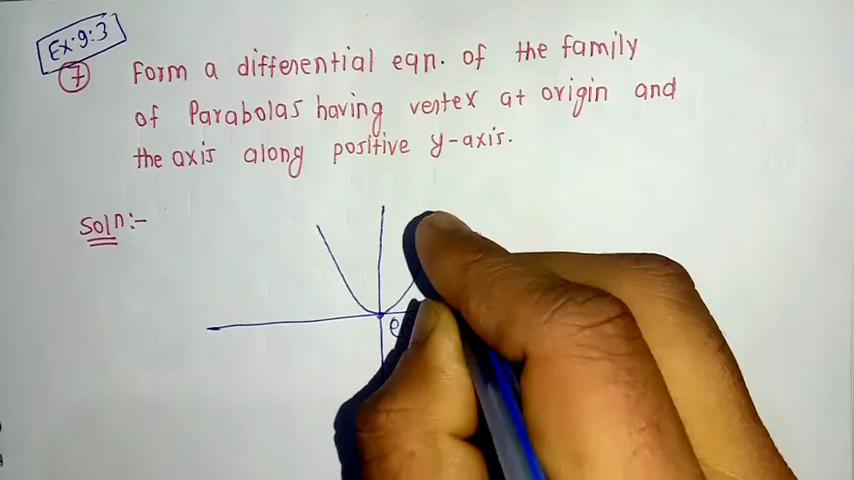 Ex:9:3
7 Form a differential eqn. of the family
of Parabolas having vertex at origin and
the axis along positive y-axis.
Soln:-